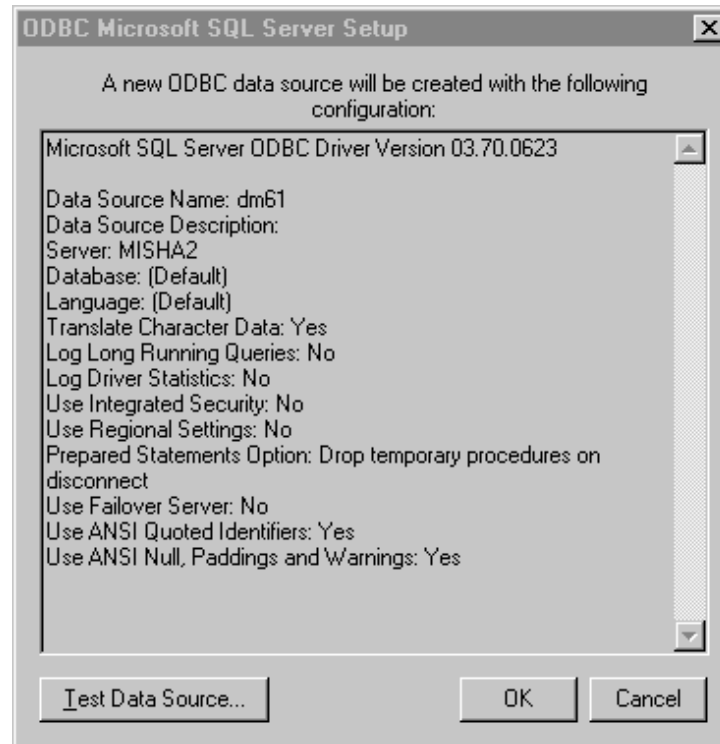 ODBC Microsoft SQL Server Setup
A new ODBC data source will be created with the following
configuration:
Microsoft SQL Server ODBC Driver Version 03.70.0623
Data Source Name: dm61
Data Source Description:
Server: MISHA2
Database: (Default)
Language: (Default)
Translate Character Data: Yes
Log Long Running Queries: No
Log Driver Statistics: No
Use Integrated Security: No
Use Regional Settings: No
Prepared Statements Option: Drop temporary procedures on
disconnect
Use Failover Server: No
Use ANSI Quoted Identifiers: Yes
Use ANSI Null, Paddings and Warnings: Yes
Test Data Source... OK Cancel